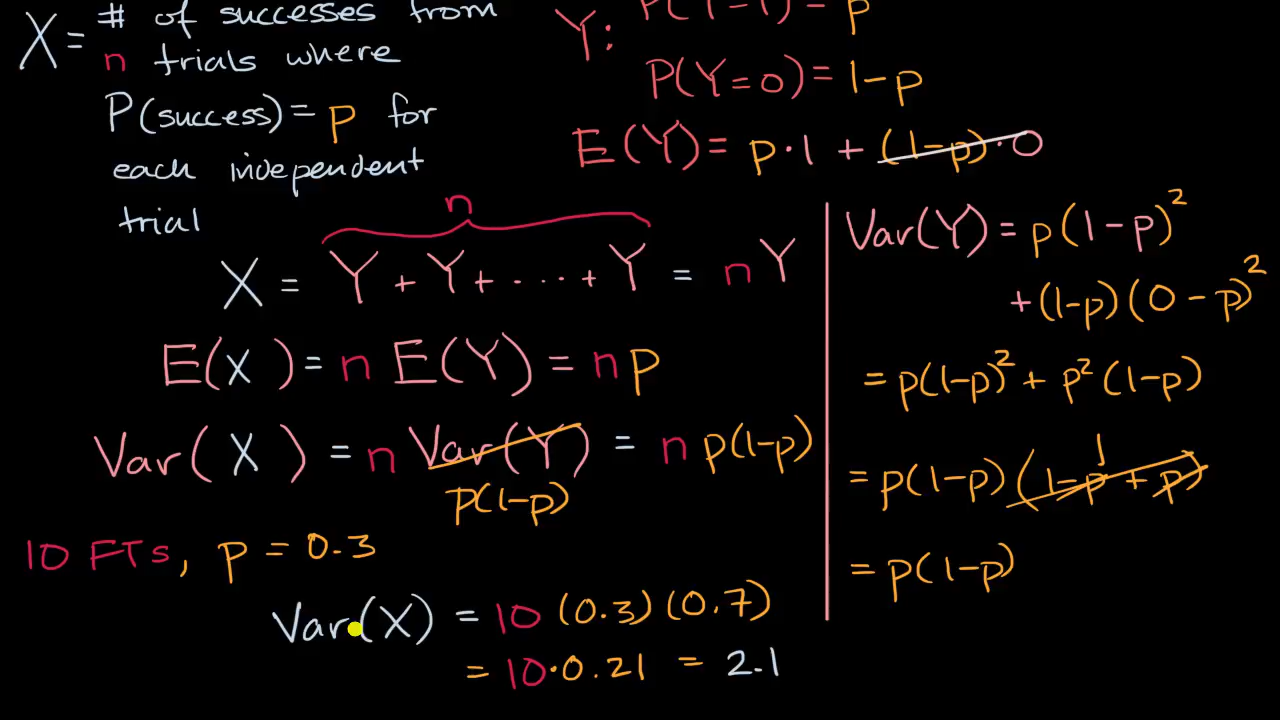 X = # of successes from
n trials where
P(success) = p for
each independent
trial
Y: P(Y=1) = p
P(Y=0) = 1-p
E(Y) = p·1 + (1-p)·0
n
X = Y + Y + ···· + Y = nY
E(X) = n E(Y) = np
Var(X) = n Var(Y) = n p(1-p)
p(1-p)
10 FTs, p = 0.3
Var(X) = 10 (0.3)(0.7)
= 10·0.21 = 2.1
Var(Y) = p(1-p)²
+(1-p)(0-p)²
= p(1-p)² + p²(1-p)
1
= p(1-p)(1-p+p)
= p(1-p)